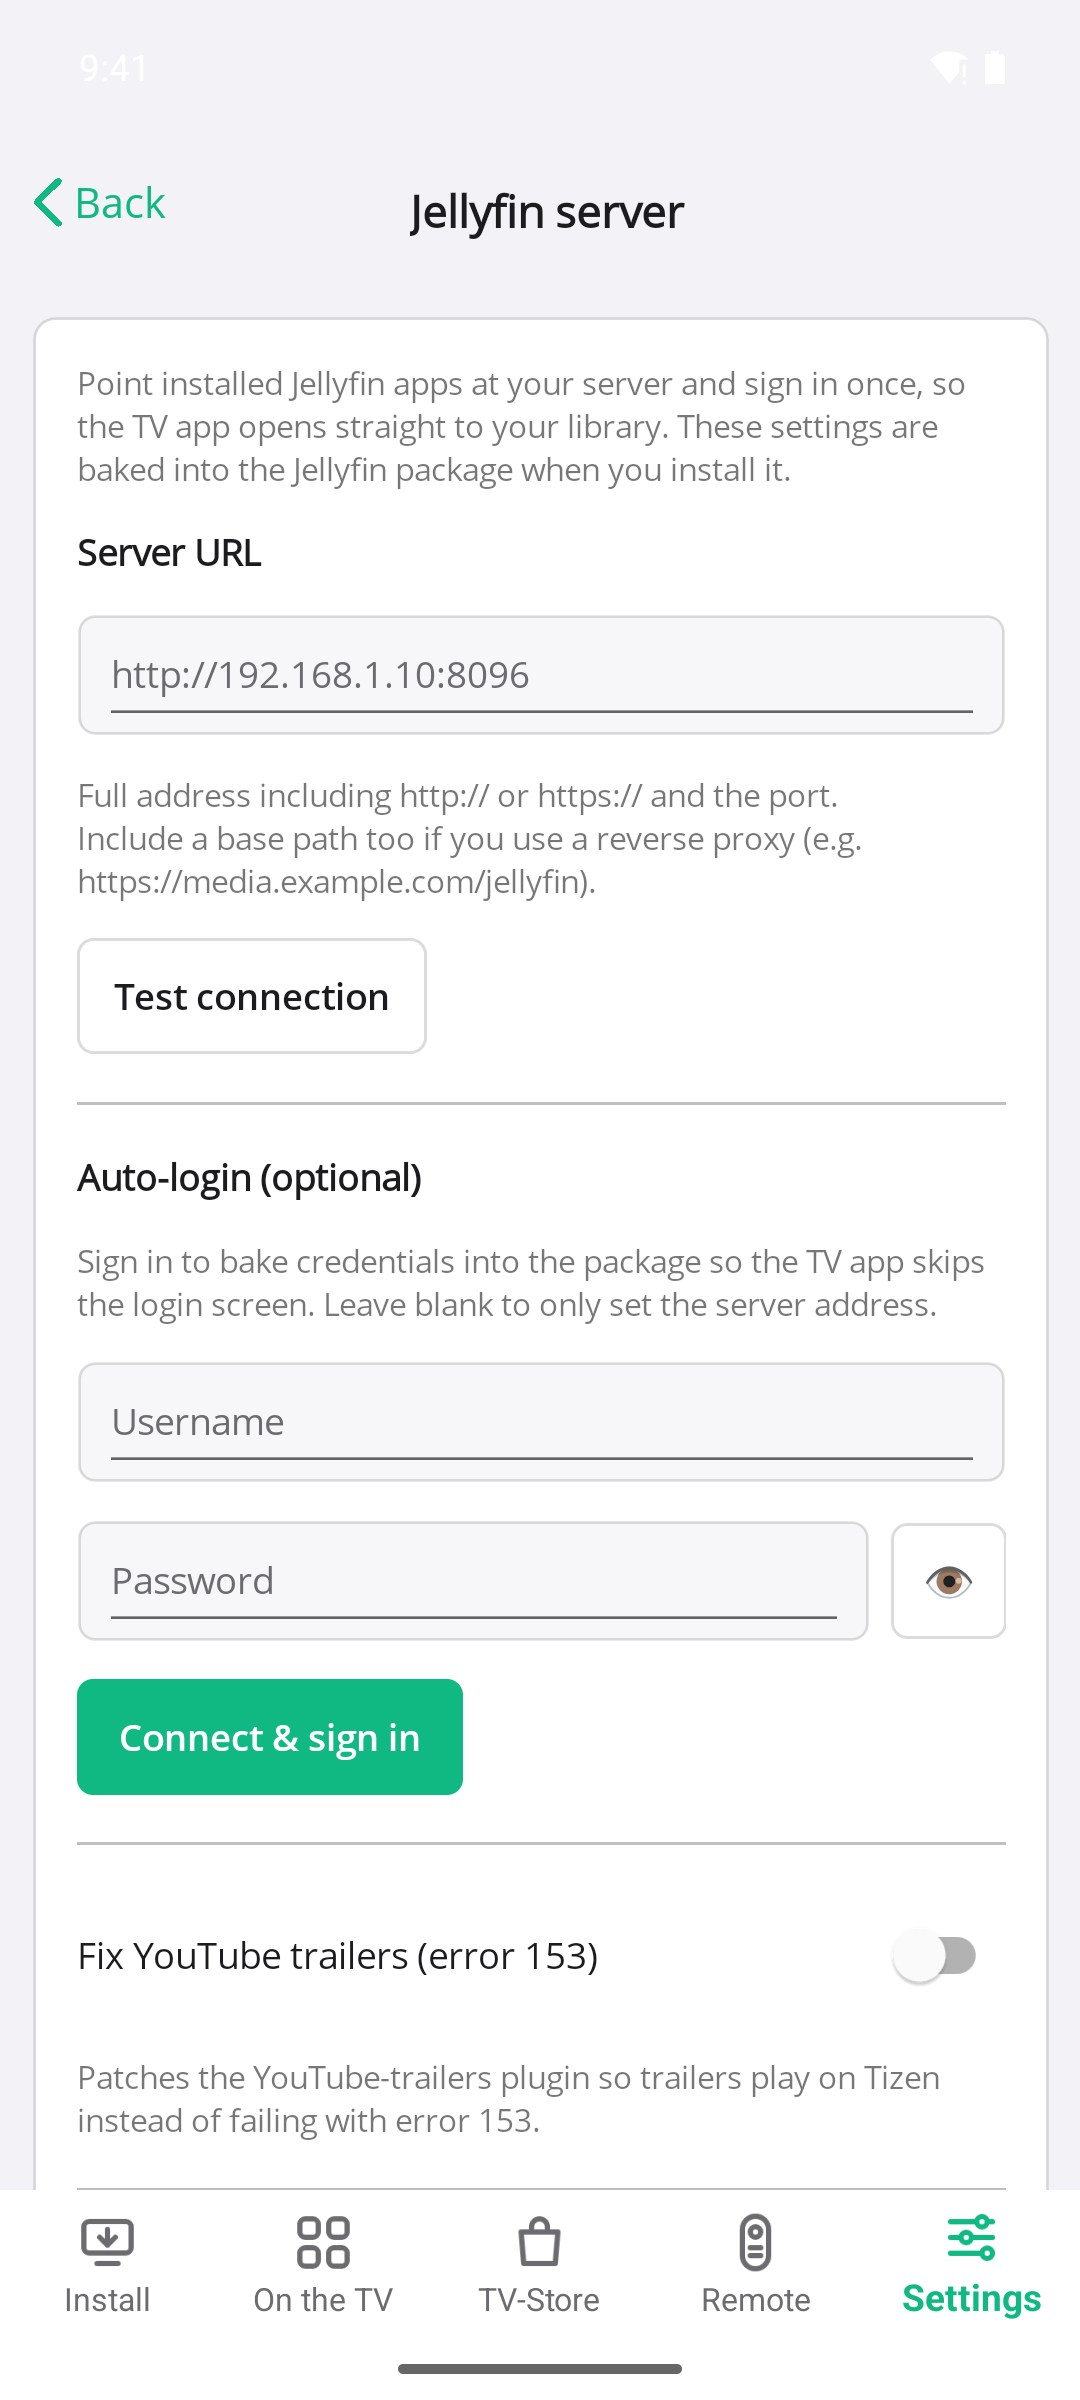 9:41
Back
Jellyfin server
Point installed Jellyfin apps at your server and sign in once, so
the TV app opens straight to your library. These settings are
baked into the Jellyfin package when you install it.
Server URL
http://192.168.1.10:8096
Full address including http:// or https:// and the port.
Include a base path too if you use a reverse proxy (e.g.
https://media.example.com/jellyfin).
Test connection
Auto-login (optional)
Sign in to bake credentials into the package so the TV app skips
the login screen. Leave blank to only set the server address.
Username
Password
Connect & sign in
Fix YouTube trailers (error 153)
Patches the YouTube-trailers plugin so trailers play on Tizen
instead of failing with error 153.
Install
On the TV
TV-Store
Remote
Settings